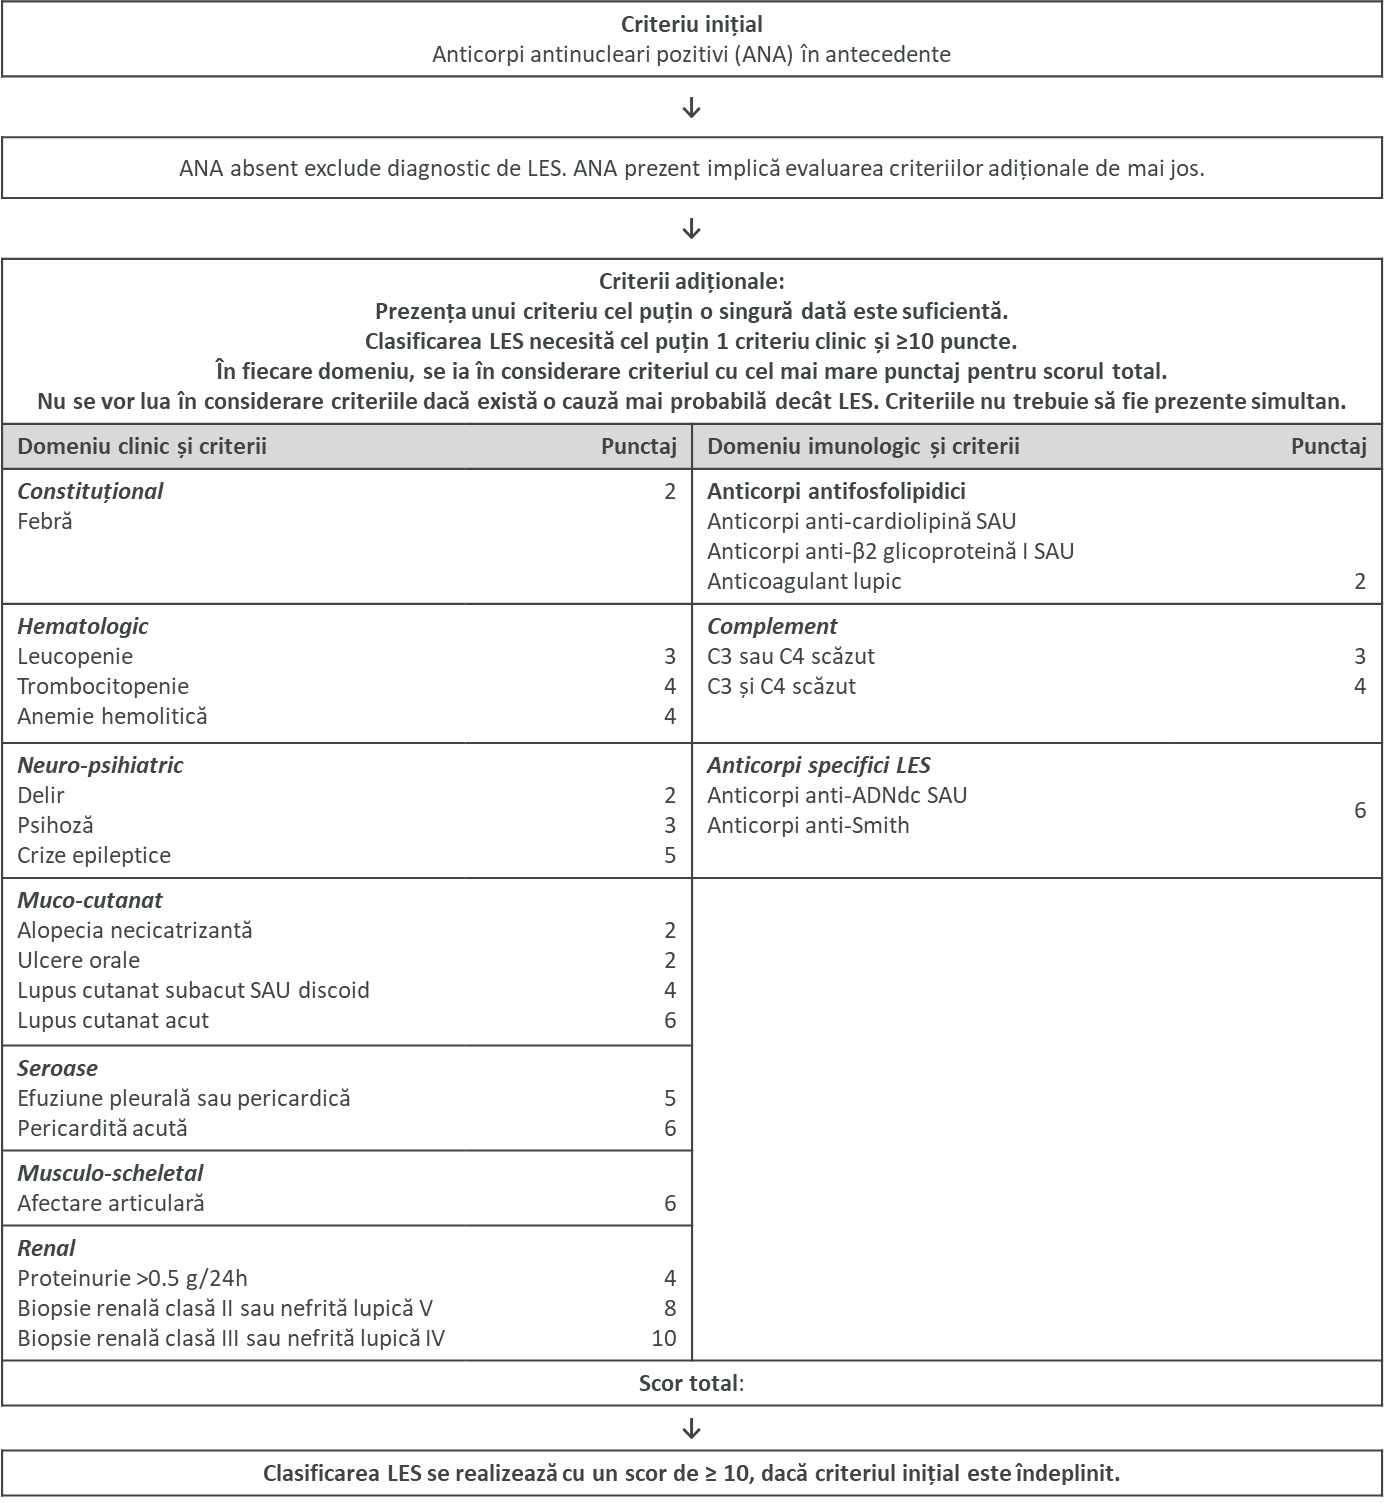 Criteriu inițial
Anticorpi antinucleari pozitivi (ANA) în antecedente
↓
ANA absent exclude diagnostic de LES. ANA prezent implică evaluarea criteriilor adiționale de mai jos.
↓
Criterii adiționale:
Prezența unui criteriu cel puțin o singură dată este suficientă.
Clasificarea LES necesită cel puțin 1 criteriu clinic și ≥10 puncte.
În fiecare domeniu, se ia în considerare criteriul cu cel mai mare punctaj pentru scorul total.
Nu se vor lua în considerare criteriile dacă există o cauză mai probabilă decât LES. Criteriile nu trebuie să fie prezente simultan.
Domeniu clinic și criterii Punctaj
Constituțional 2
Febră
Hematologic
Leucopenie 3
Trombocitopenie 4
Anemie hemolitică 4
Neuro-psihiatric
Delir 2
Psihoză 3
Crize epileptice 5
Muco-cutanat
Alopecia necicatrizantă 2
Ulcere orale 2
Lupus cutanat subacut SAU discoid 4
Lupus cutanat acut 6
Seroase
Efuziune pleurală sau pericardică 5
Pericardită acută 6
Musculo-scheletal
Afectare articulară 6
Renal
Proteinurie >0.5 g/24h 4
Biopsie renală clasă II sau nefrită lupică V 8
Biopsie renală clasă III sau nefrită lupică IV 10
Domeniu imunologic și criterii Punctaj
Anticorpi antifosfolipidici
Anticorpi anti-cardiolipină SAU
Anticorpi anti-β2 glicoproteină I SAU
Anticoagulant lupic 2
Complement
C3 sau C4 scăzut 3
C3 și C4 scăzut 4
Anticorpi specifici LES
Anticorpi anti-ADNdc SAU
Anticorpi anti-Smith
6
Scor total:
↓
Clasificarea LES se realizează cu un scor de ≥ 10, dacă criteriul inițial este îndeplinit.